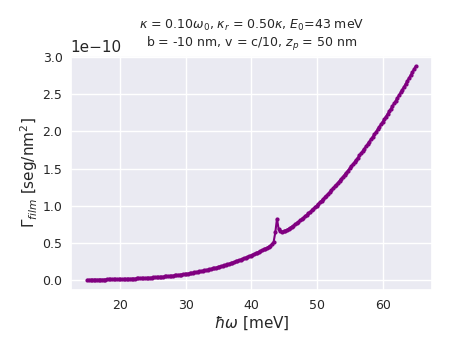 κ = 0.10ω₀, κᵣ = 0.50κ, E₀=43 meV
b = -10 nm, v = c/10, zₚ = 50 nm
1e−10
3.0
2.5
2.0
1.5
1.0
0.5
0.0
Γ_film [seg/nm²]
20 30 40 50 60
ħω [meV]